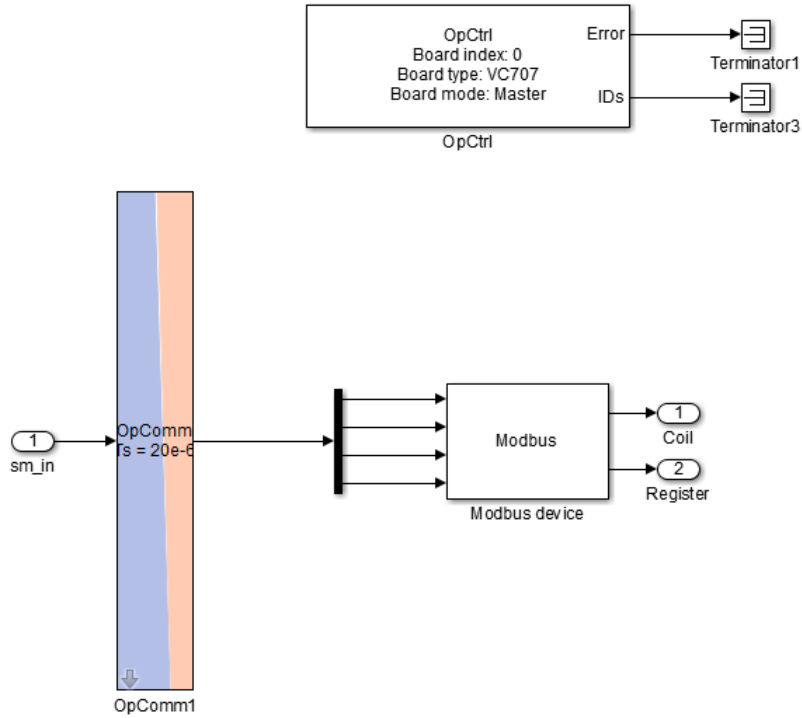 OpCtrl
Board index: 0
Board type: VC707
Board mode: Master
Error
IDs
Terminator1
Terminator3
OpCtrl
1
sm_in
OpComm
Ts = 20e-6
OpComm1
Modbus
Modbus device
1
Coil
2
Register